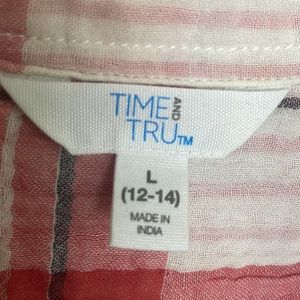 TIME AND
TRU™
L
(12-14)
MADE IN
INDIA